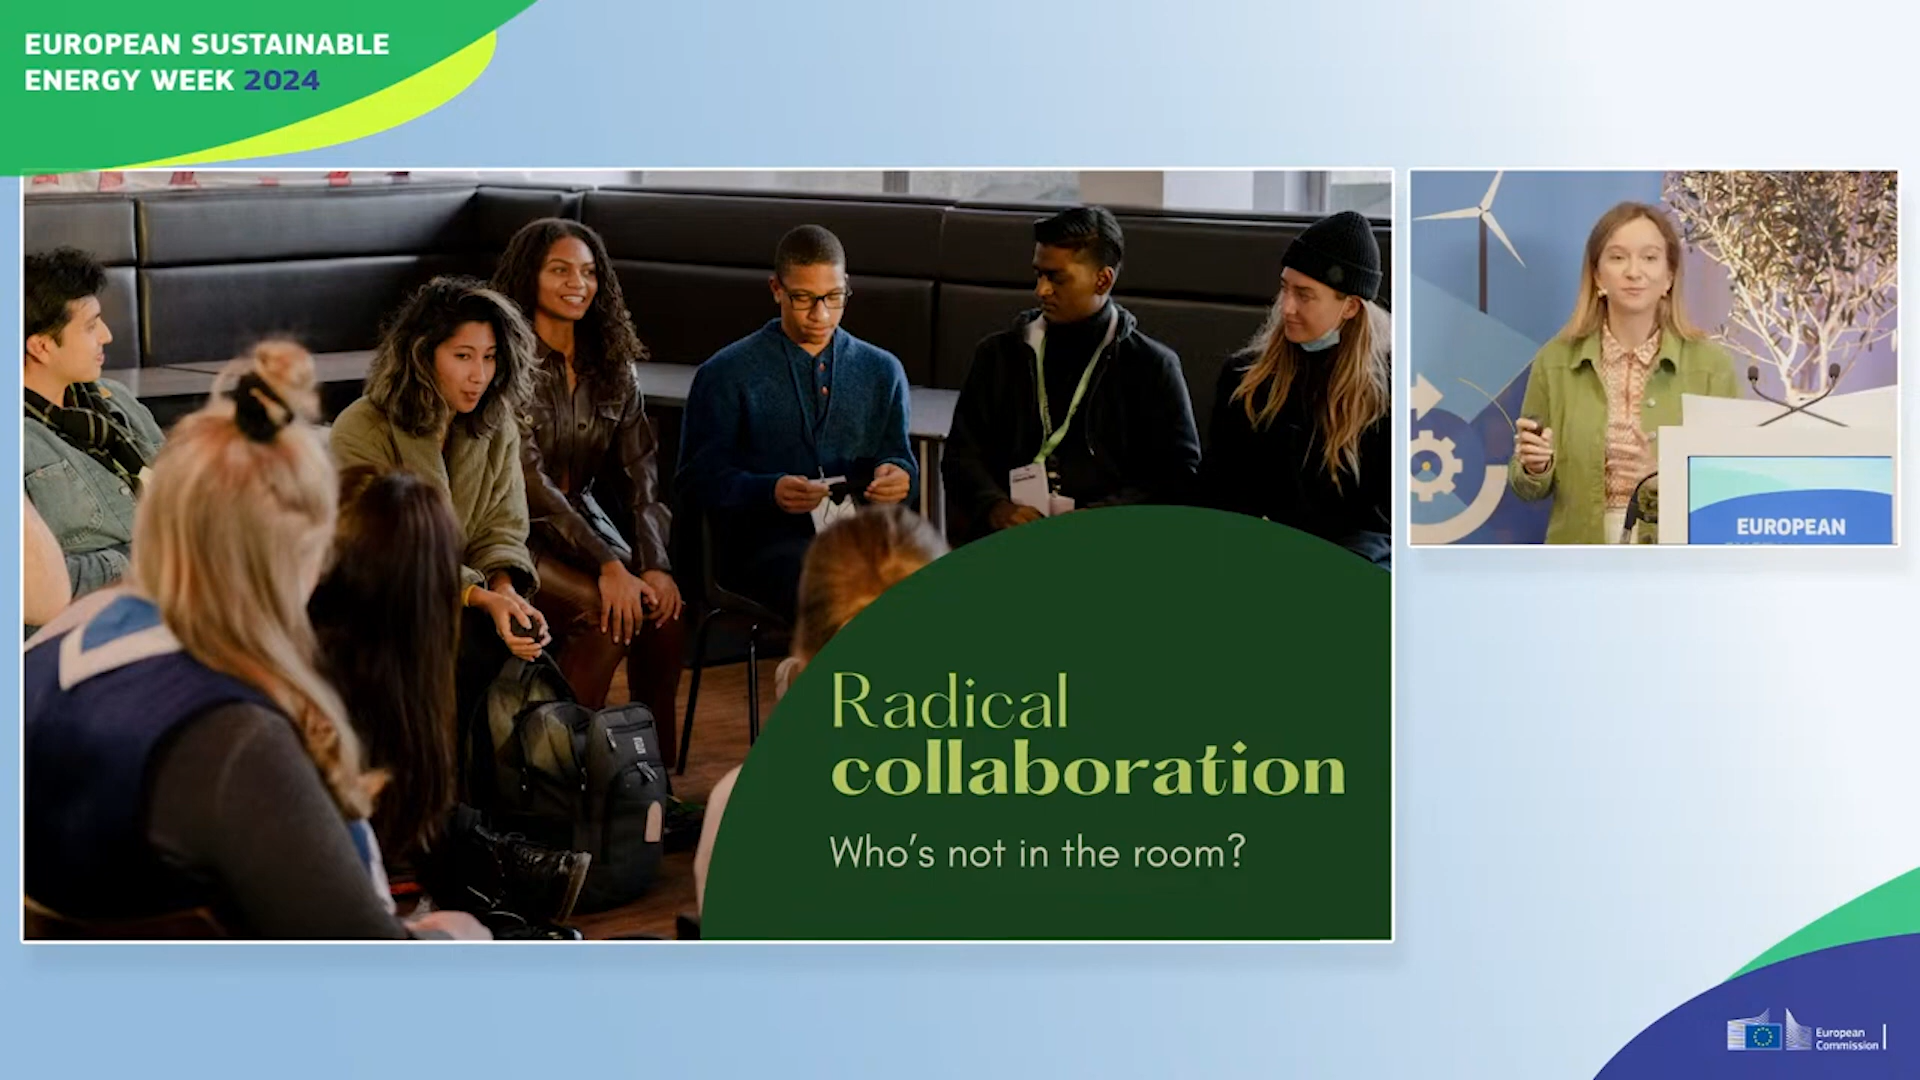 EUROPEAN SUSTAINABLE
ENERGY WEEK 2024
Radical
collaboration
Who's not in the room?
EUROPEAN
European
Commission